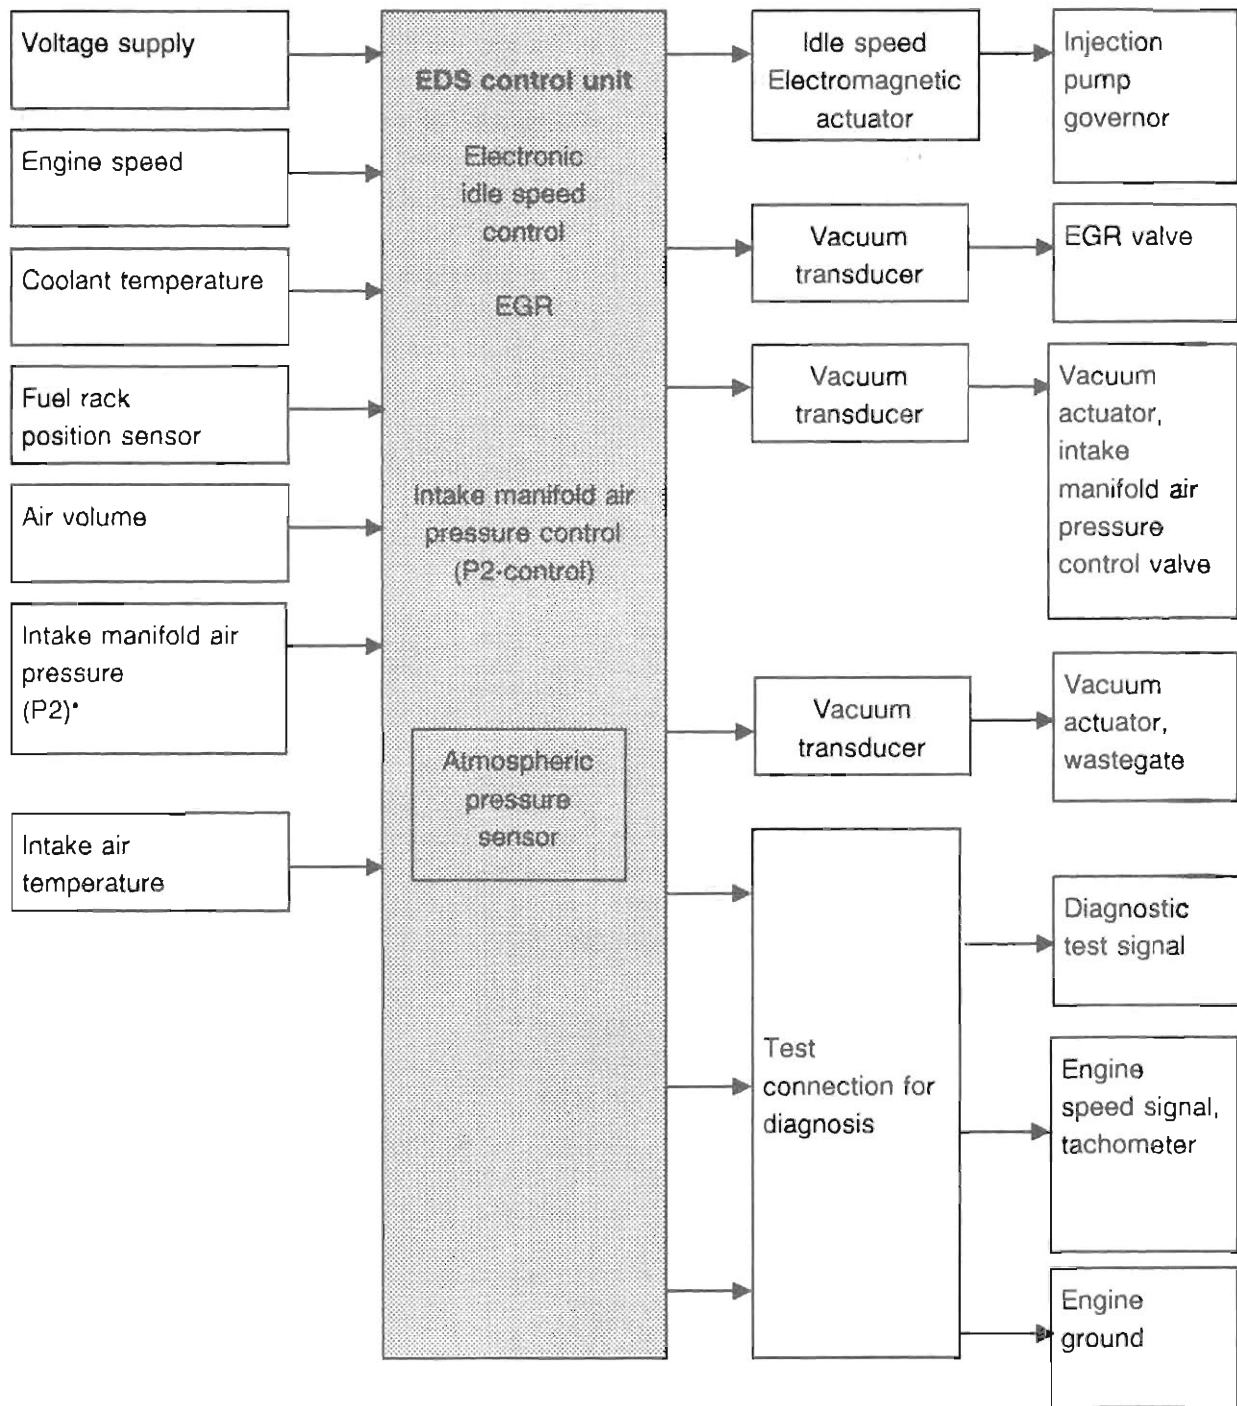 Voltage supply
Engine speed
Coolant temperature
Fuel rack
position sensor
Air volume
Intake manifold air
pressure
(P2)*
Intake air
temperature
EDS control unit
Electronic
idle speed
control
EGR
Intake manifold air
pressure control
(P2-control)
Atmospheric
pressure
sensor
Idle speed
Electromagnetic
actuator
Vacuum
transducer
Vacuum
transducer
Vacuum
transducer
Test
connection for
diagnosis
Injection
pump
governor
EGR valve
Vacuum
actuator,
intake
manifold air
pressure
control valve
Vacuum
actuator,
wastegate
Diagnostic
test signal
Engine
speed signal,
tachometer
Engine
ground